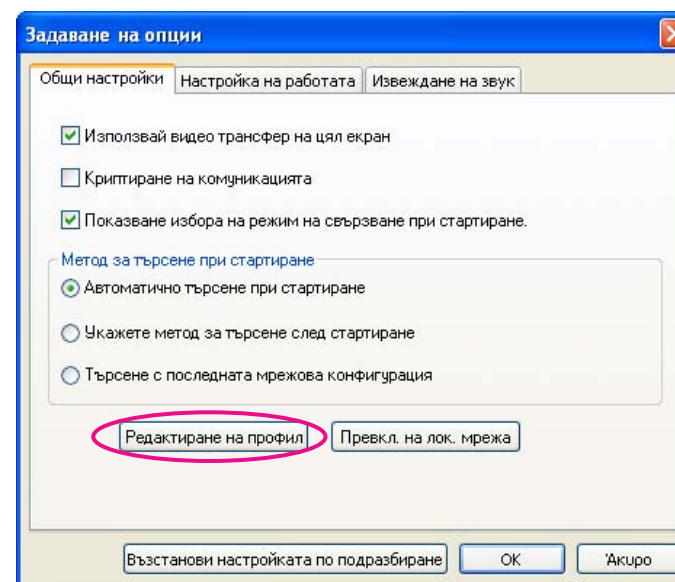 Задаване на опции
Общи настройки Настройка на работата Извеждане на звук
Използвай видео трансфер на цял екран
Криптиране на комуникацията
Показване избора на режим на свързване при стартиране.
Метод за търсене при стартиране
Автоматично търсене при стартиране
Укажете метод за търсене след стартиране
Търсене с последната мрежова конфигурация
Редактиране на профил Превкл. на лок. мрежа
Възстанови настройката по подразбиране OK 'Акиро